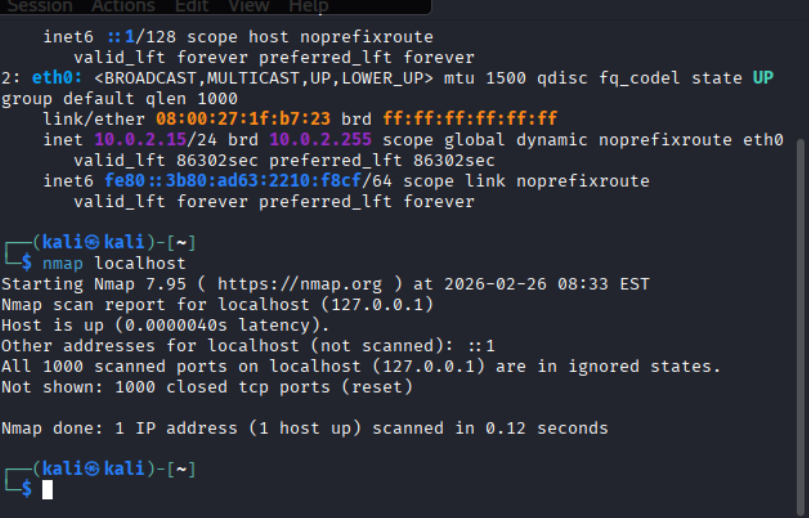 Session Actions Edit View Help
inet6 ::1/128 scope host noprefixroute
valid_lft forever preferred_lft forever
2: eth0: <BROADCAST,MULTICAST,UP,LOWER_UP> mtu 1500 qdisc fq_codel state UP
group default qlen 1000
link/ether 08:00:27:1f:b7:23 brd ff:ff:ff:ff:ff:ff
inet 10.0.2.15/24 brd 10.0.2.255 scope global dynamic noprefixroute eth0
valid_lft 86302sec preferred_lft 86302sec
inet6 fe80::3b80:ad63:2210:f8cf/64 scope link noprefixroute
valid_lft forever preferred_lft forever
┌──(kali㉿kali)-[~]
└─$ nmap localhost
Starting Nmap 7.95 ( https://nmap.org ) at 2026-02-26 08:33 EST
Nmap scan report for localhost (127.0.0.1)
Host is up (0.0000040s latency).
Other addresses for localhost (not scanned): ::1
All 1000 scanned ports on localhost (127.0.0.1) are in ignored states.
Not shown: 1000 closed tcp ports (reset)
Nmap done: 1 IP address (1 host up) scanned in 0.12 seconds
┌──(kali㉿kali)-[~]
└─$